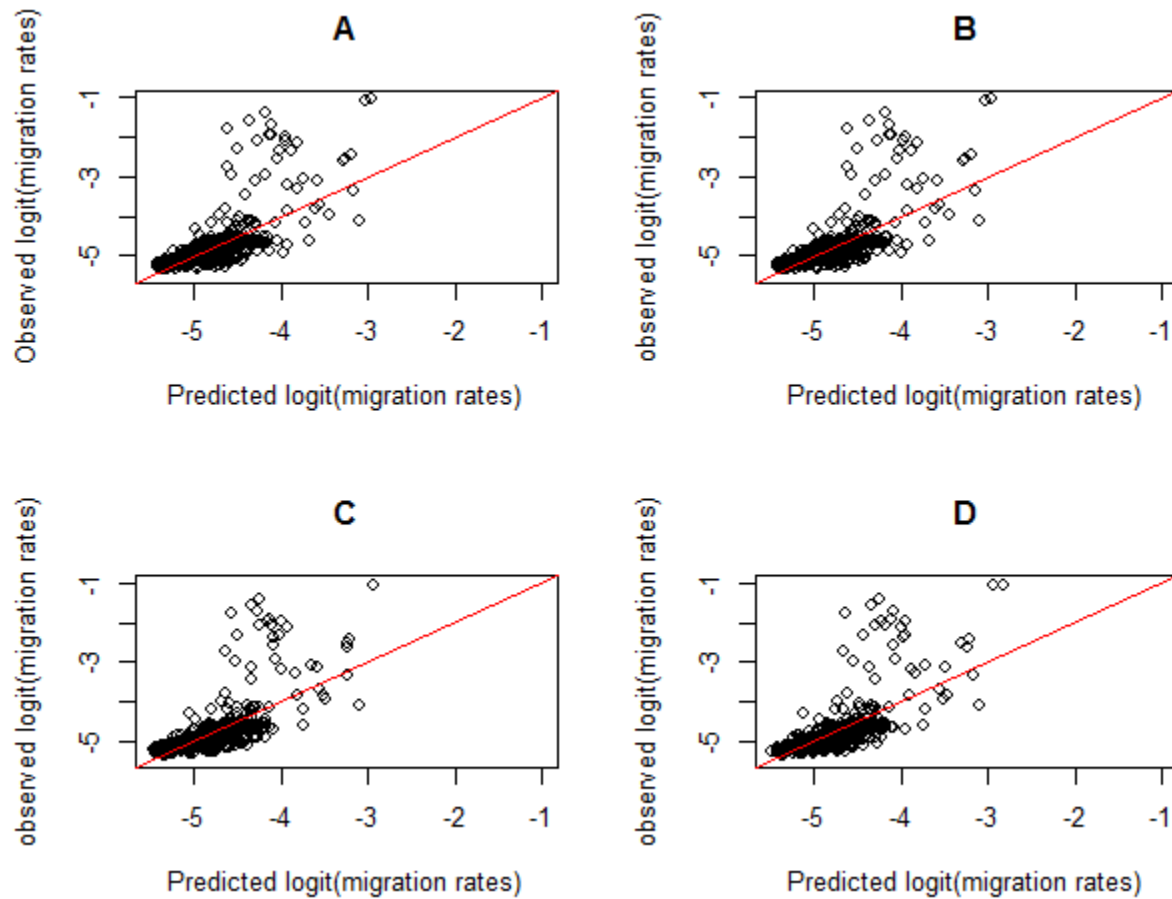 A
Observed logit(migration rates)
-1
-3
-5
-5 -4 -3 -2 -1
Predicted logit(migration rates)
B
observed logit(migration rates)
-1
-3
-5
-5 -4 -3 -2 -1
Predicted logit(migration rates)
C
observed logit(migration rates)
-1
-3
-5
-5 -4 -3 -2 -1
Predicted logit(migration rates)
D
observed logit(migration rates)
-1
-3
-5
-5 -4 -3 -2 -1
Predicted logit(migration rates)